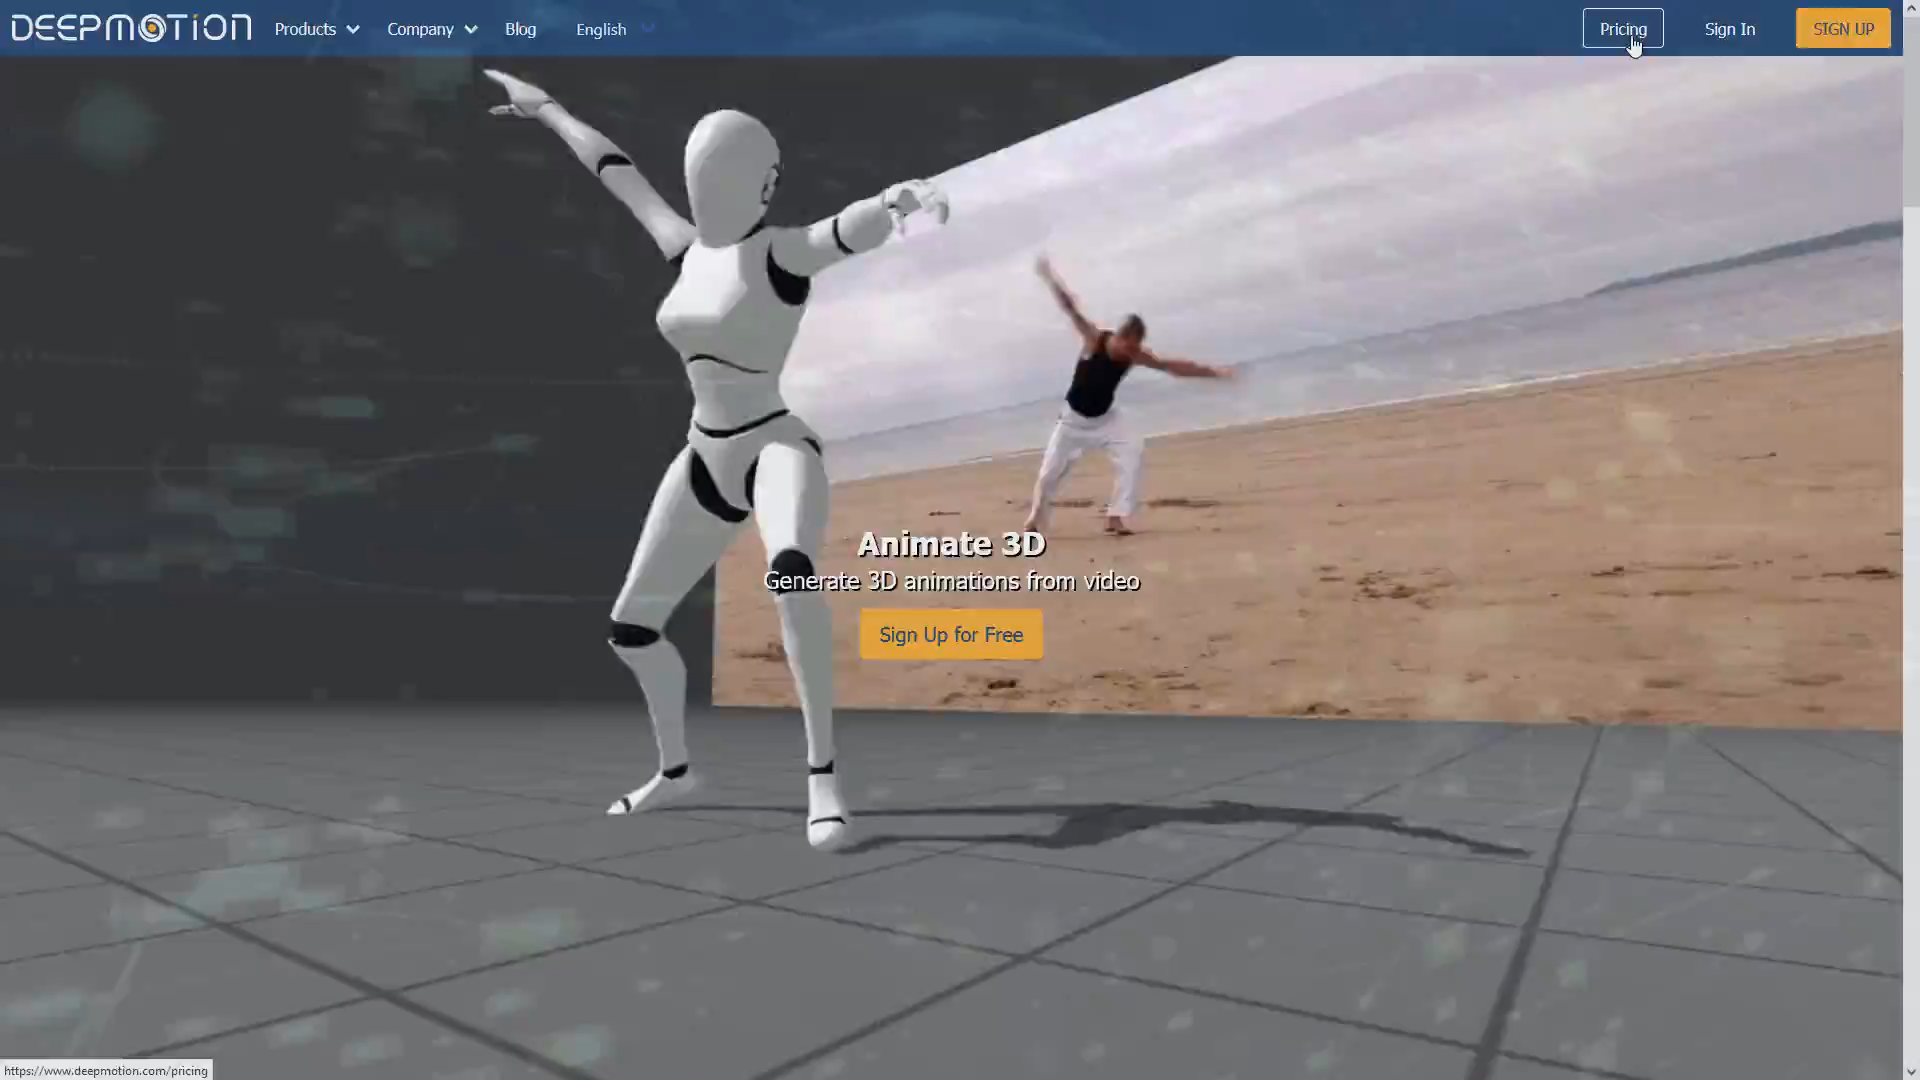 DEEPMOTION
Products
Company
Blog
English
Pricing
Sign In
SIGN UP
Animate 3D
Generate 3D animations from video
Sign Up for Free
https://www.deepmotion.com/pricing